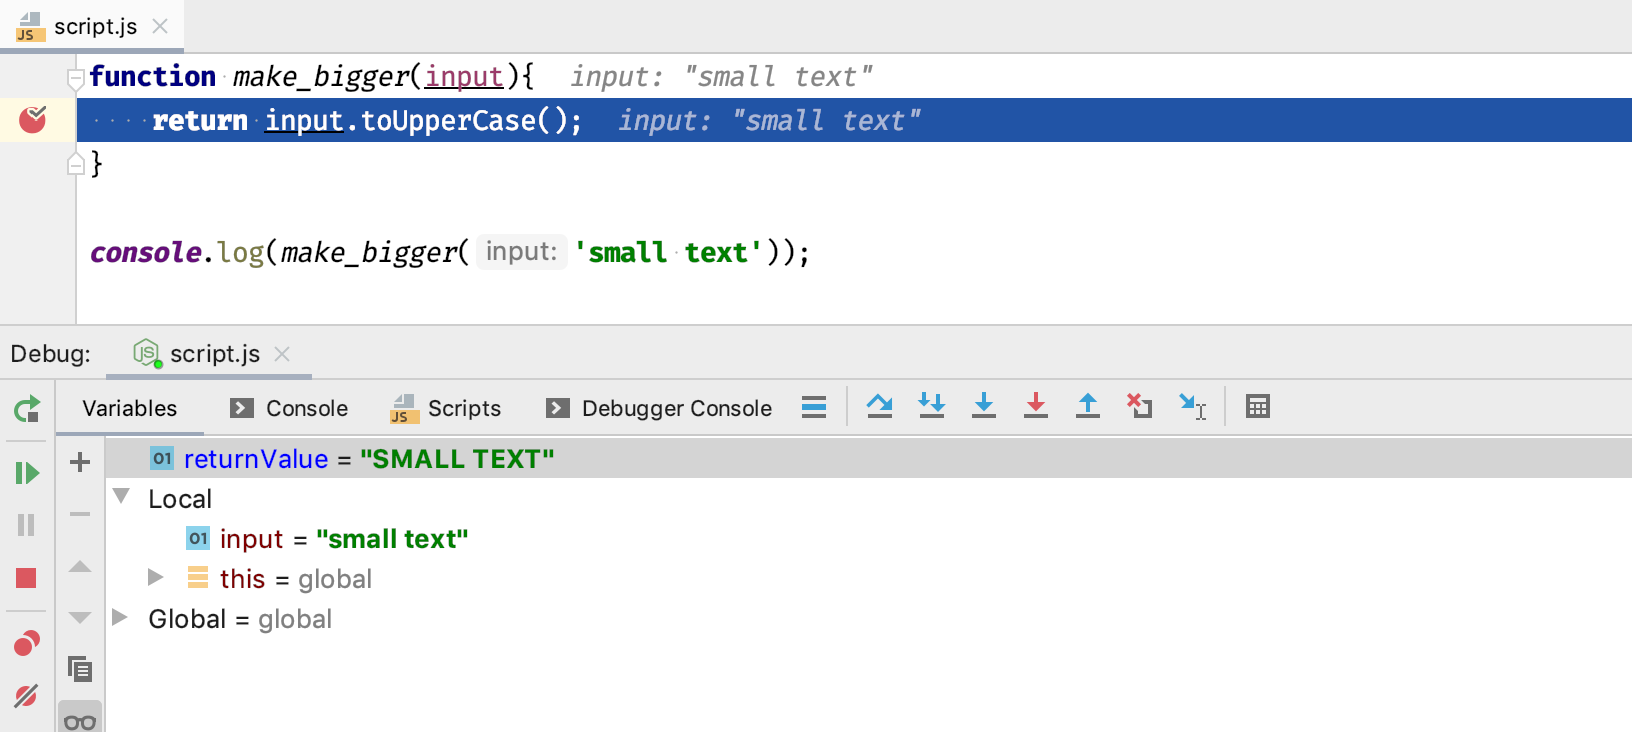 JS script.js
function make_bigger(input){ input: "small text"
return input.toUpperCase(); input: "small text"
}
console.log(make_bigger( input: 'small text'));
Debug: JS script.js
Variables Console JS Scripts Debugger Console
01 returnValue = "SMALL TEXT"
Local
01 input = "small text"
this = global
Global = global